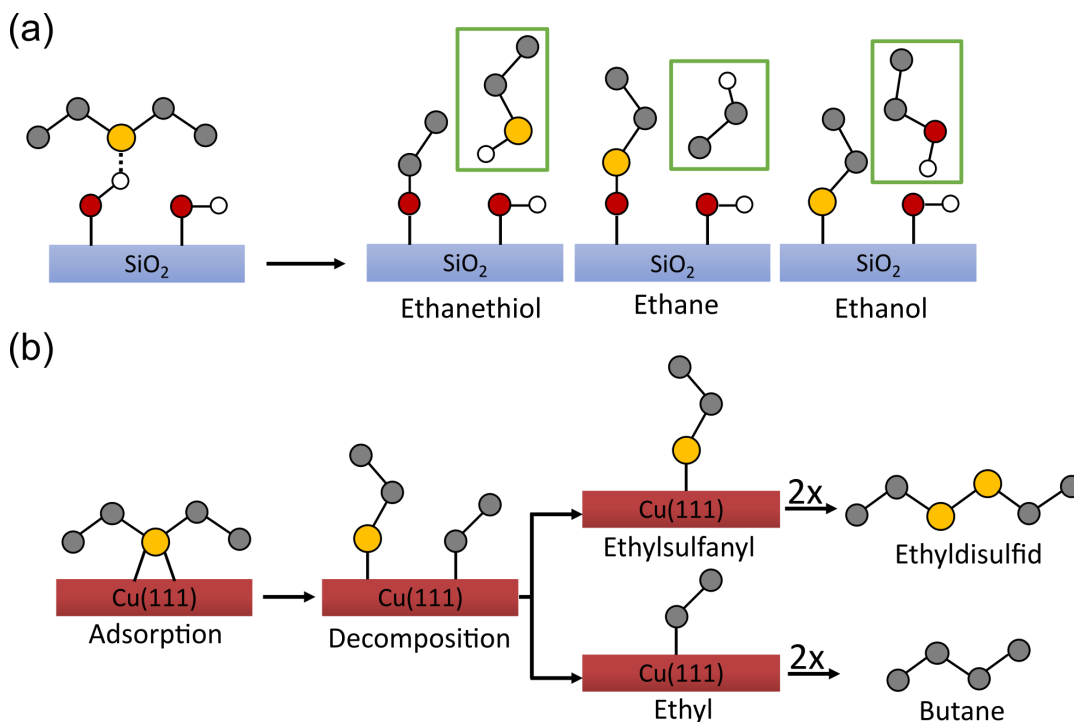 (a)
SiO₂
SiO₂
SiO₂
SiO₂
Ethanethiol
Ethane
Ethanol
(b)
Cu(111)
Adsorption
Cu(111)
Decomposition
Cu(111)
Ethylsulfanyl
2x
Ethyldisulfid
Cu(111)
Ethyl
2x
Butane